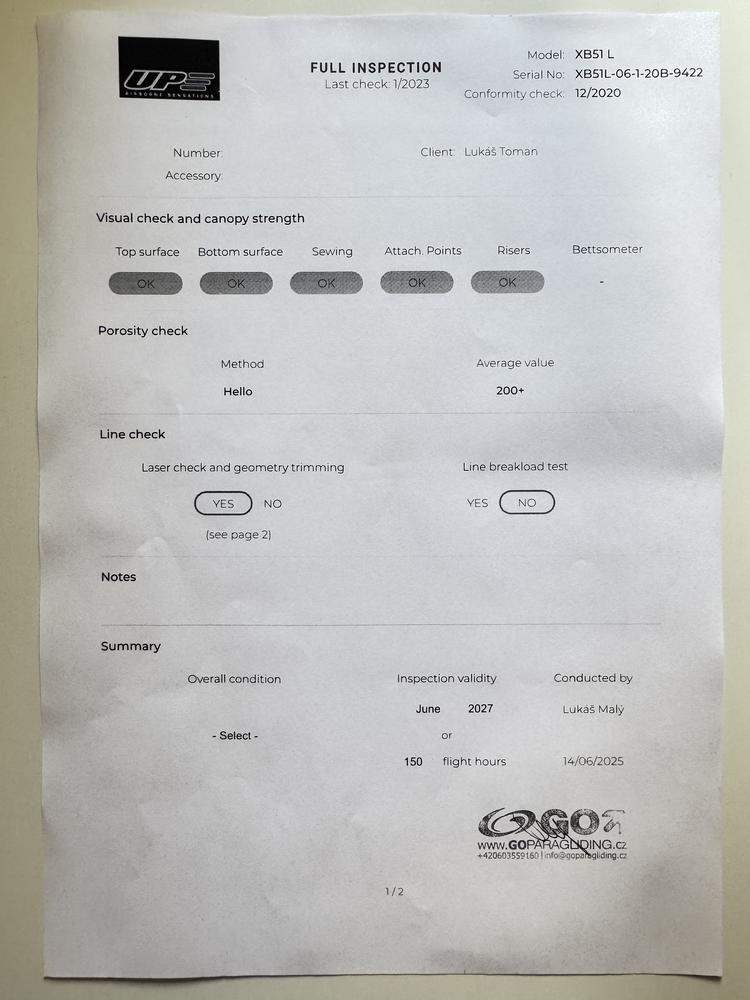 UP
AIRBORNE SENSATIONS
FULL INSPECTION
Last check: 1/2023
Model: XB51 L
Serial No: XB51L-06-1-20B-9422
Conformity check: 12/2020
Number:
Client: Lukáš Toman
Accessory:
Visual check and canopy strength
Top surface Bottom surface Sewing Attach. Points Risers Bettsometer
OK OK OK OK OK -
Porosity check
Method Average value
Hello 200+
Line check
Laser check and geometry trimming Line breakload test
YES NO YES NO
(see page 2)
Notes
Summary
Overall condition Inspection validity Conducted by
June 2027 Lukáš Malý
- Select - or
150 flight hours 14/06/2025
GO
www.GOPARAGLIDING.cz
+420603559160 | info@goparagliding.cz
1 / 2